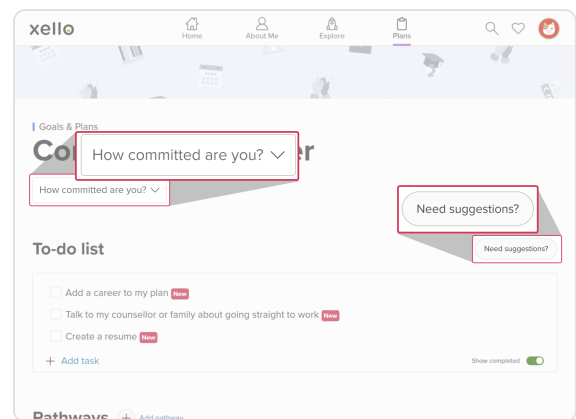 xello
Home
About Me
Explore
Plans
Goals & Plans
How committed are you?
How committed are you?
Need suggestions?
Need suggestions?
To-do list
Add a career to my plan New
Talk to my counsellor or family about going straight to work New
Create a resume New
+ Add task
Show completed
Pathways + Add pathway